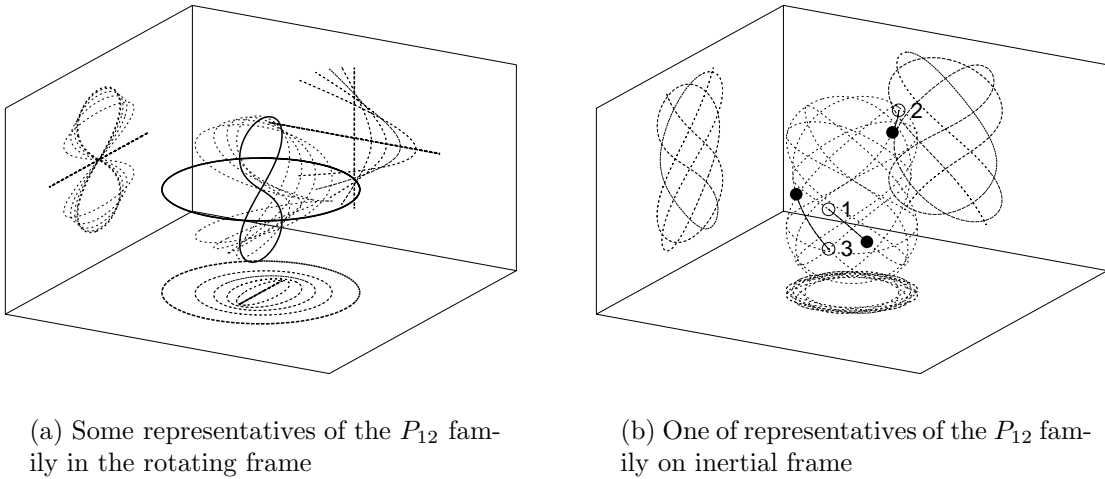 2
1
3
(a) Some representatives of the P₁₂ fam-
ily in the rotating frame
(b) One of representatives of the P₁₂ fam-
ily on inertial frame